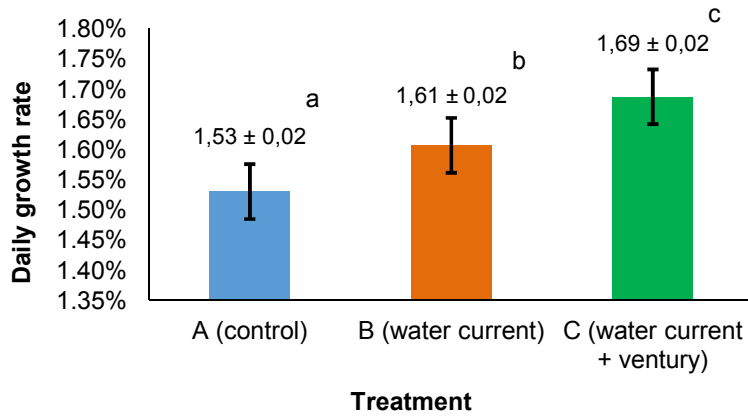 c
1.80%
1,69 ± 0,02
1.75%
b
1.70%
1,61 ± 0,02
a
1.65%
1,53 ± 0,02
1.60%
1.55%
1.50%
1.45%
1.40%
1.35%
Daily growth rate
A (control)
B (water current)
C (water current
+ ventury)
Treatment